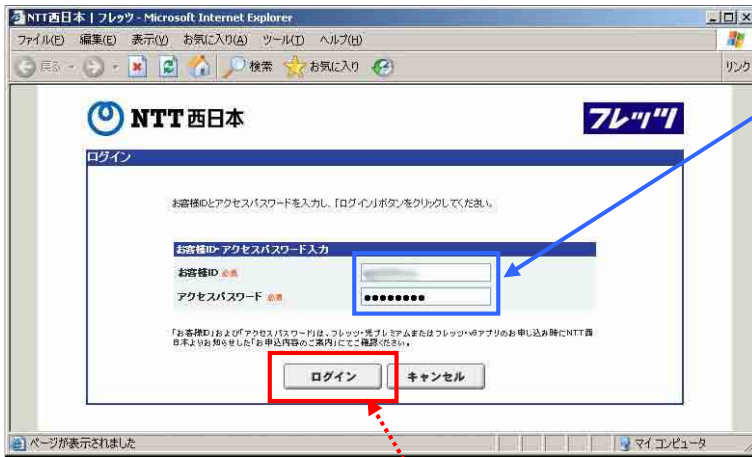 NTT西日本 | フレッツ - Microsoft Internet Explorer
ファイル(F) 編集(E) 表示(V) お気に入り(A) ツール(T) ヘルプ(H)
戻る 検索 お気に入り リンク
NTT西日本 フレッツ
ログイン
お客様IDとアクセスパスワードを入力し、「ログイン」ボタンをクリックしてください。
お客様ID・アクセスパスワード入力
お客様ID 必須
アクセスパスワード 必須 ●●●●●●●●
「お客様ID」および「アクセスパスワード」は、フレッツ・光プレミアムまたはフレッツ・v6アプリのお申し込み時にNTT西
日本よりお知らせした「お申込内容のご案内」にてご確認ください。
ログイン キャンセル
ページが表示されました マイ コンピュータ